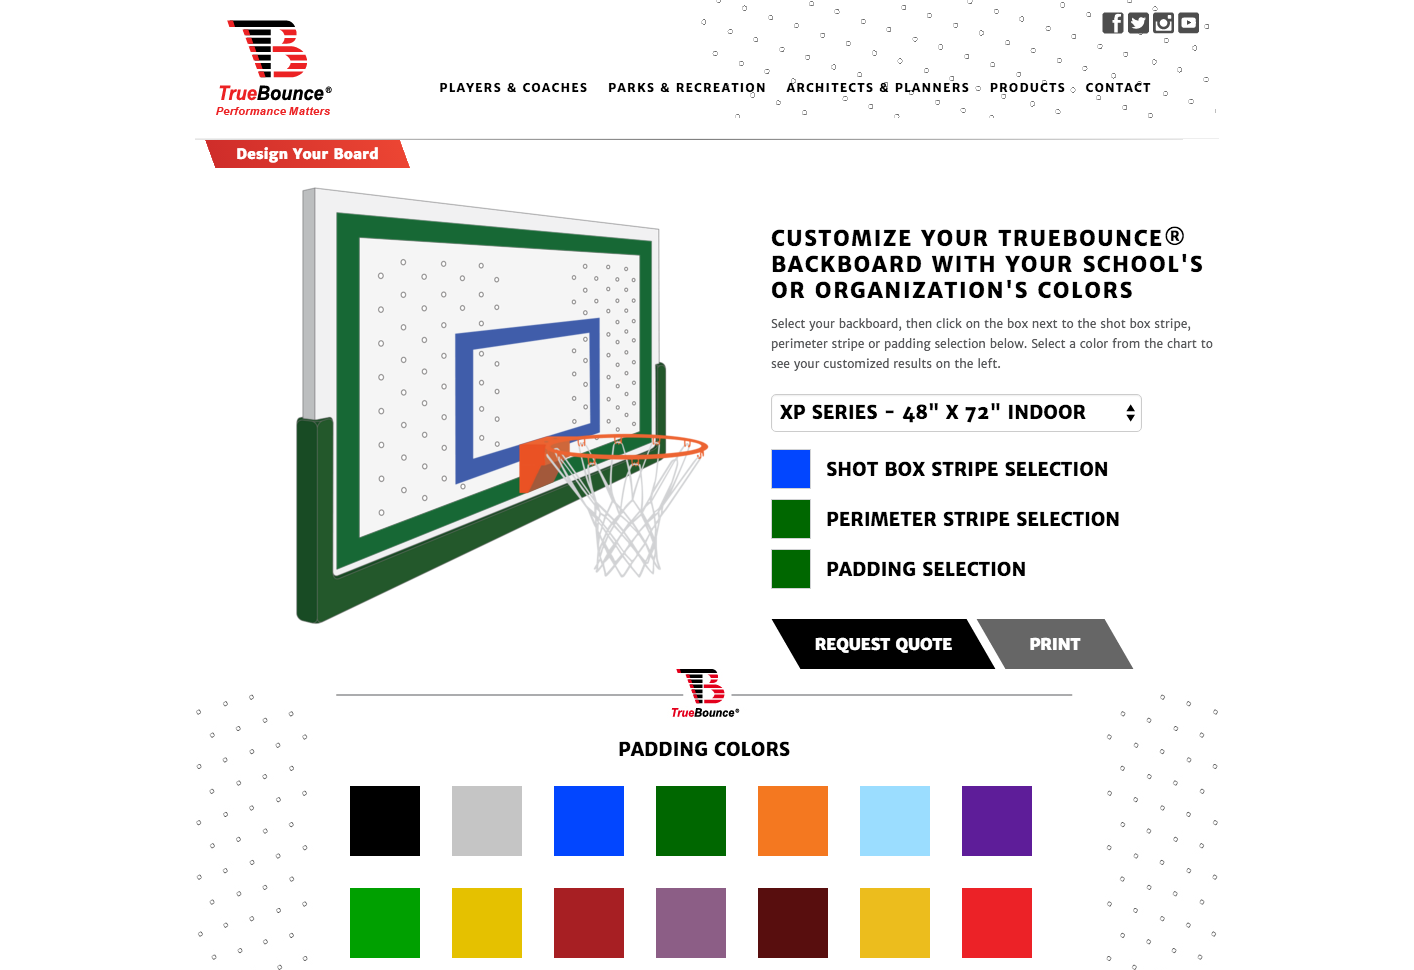 TrueBounce®
Performance Matters
PLAYERS & COACHES PARKS & RECREATION ARCHITECTS & PLANNERS PRODUCTS CONTACT
Design Your Board
CUSTOMIZE YOUR TRUEBOUNCE®
BACKBOARD WITH YOUR SCHOOL'S
OR ORGANIZATION'S COLORS
Select your backboard, then click on the box next to the shot box stripe,
perimeter stripe or padding selection below. Select a color from the chart to
see your customized results on the left.
XP SERIES - 48" X 72" INDOOR
SHOT BOX STRIPE SELECTION
PERIMETER STRIPE SELECTION
PADDING SELECTION
REQUEST QUOTE PRINT
TrueBounce®
PADDING COLORS